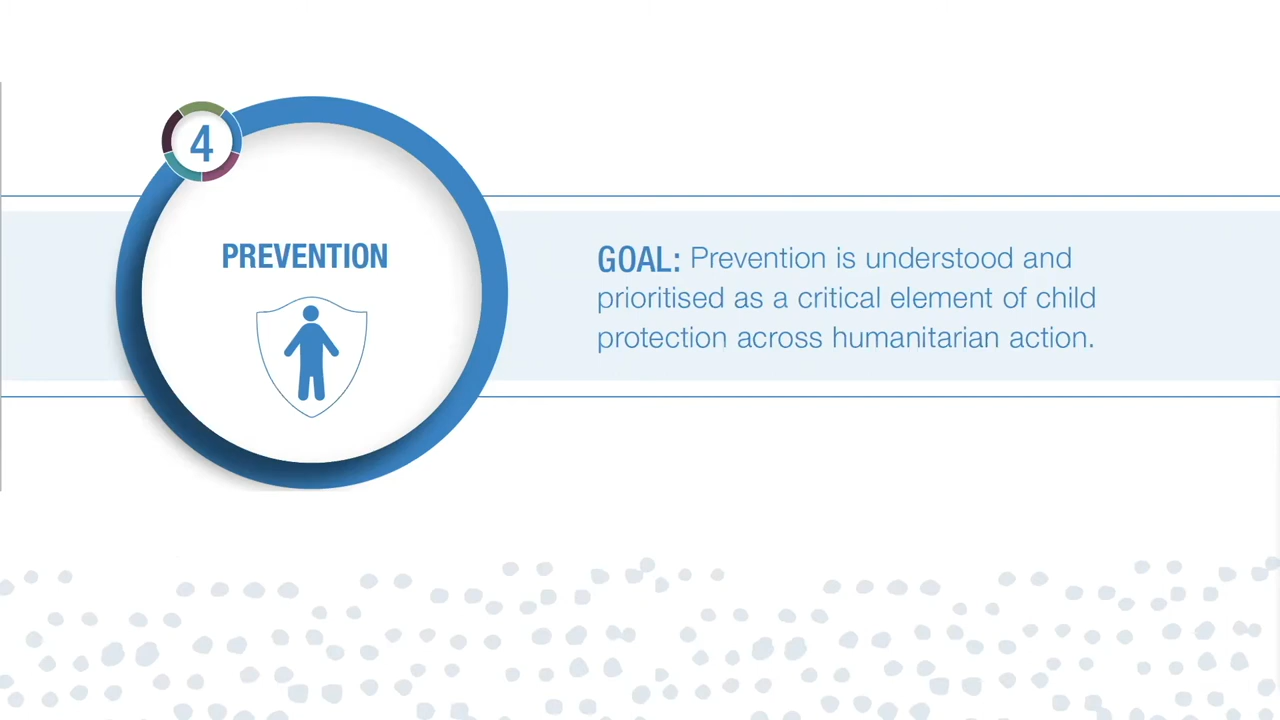 4
PREVENTION
GOAL: Prevention is understood and
prioritised as a critical element of child
protection across humanitarian action.